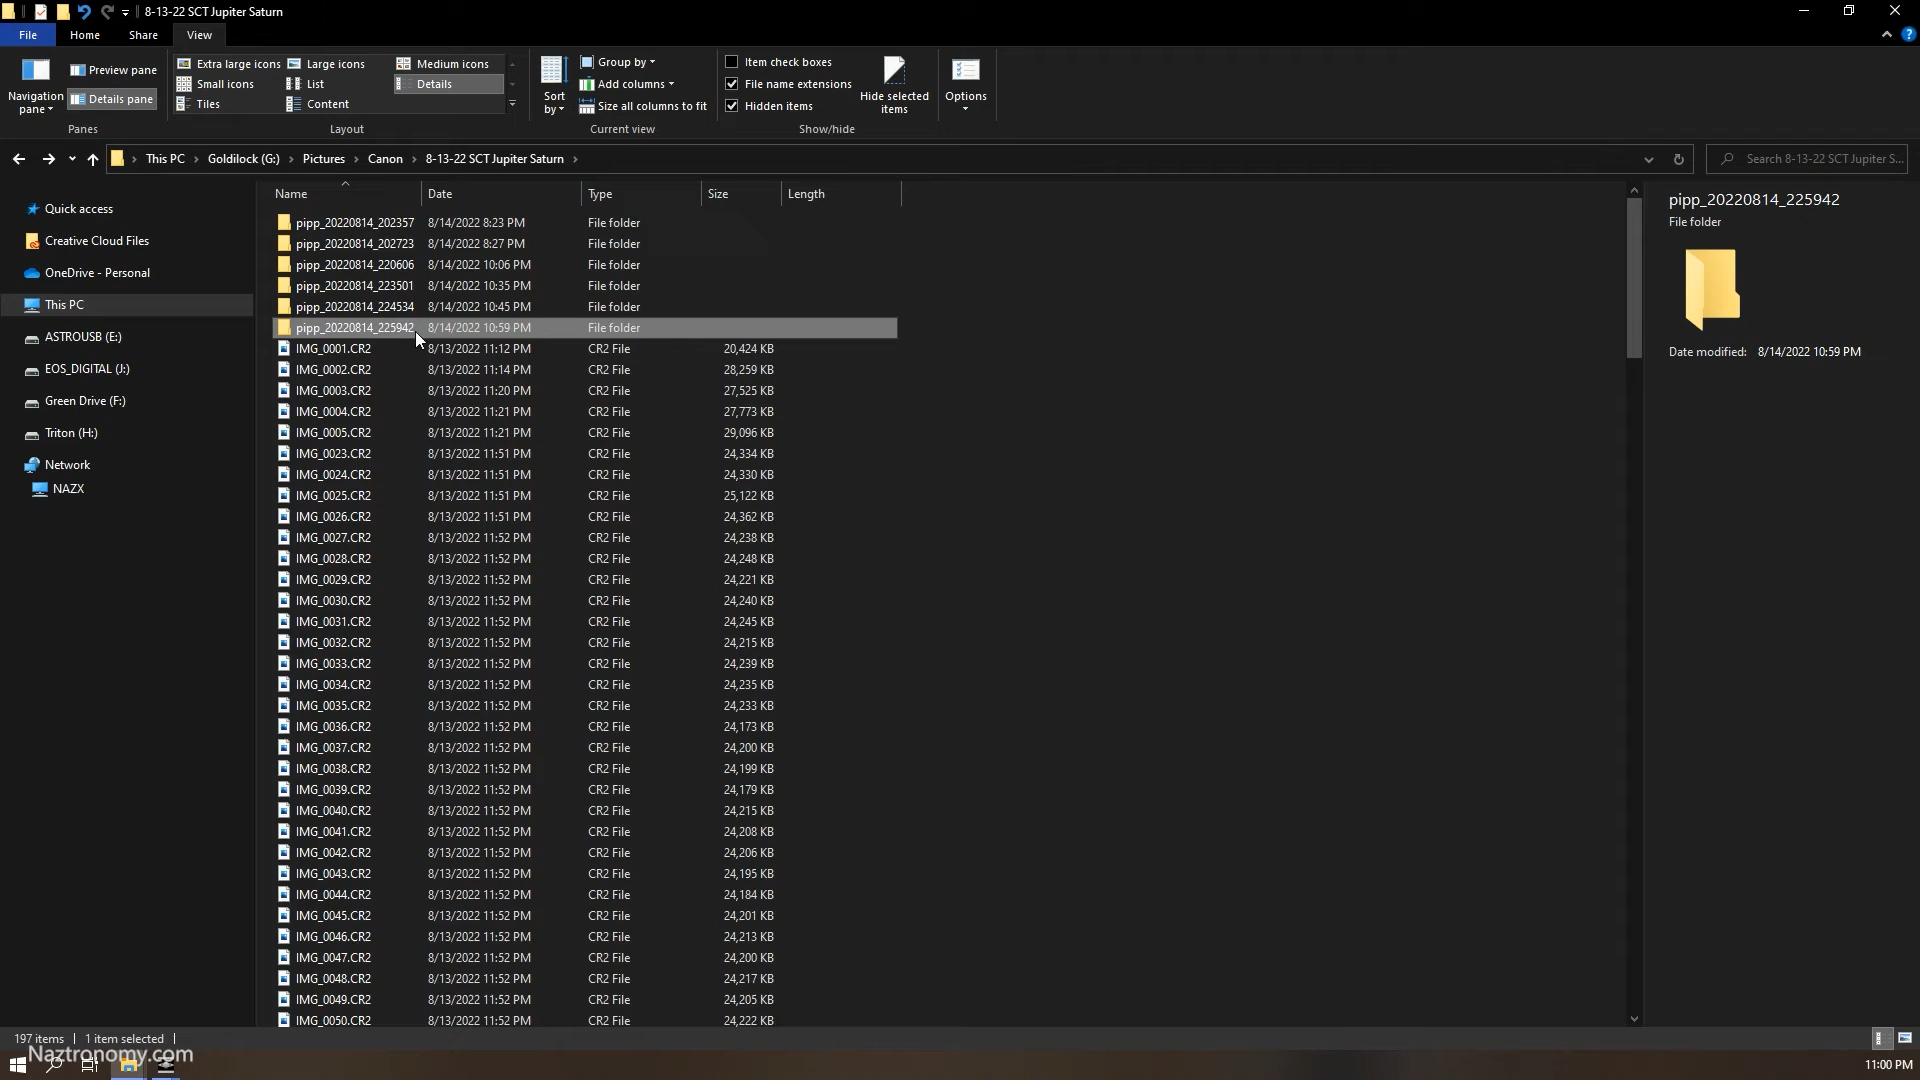 8-13-22 SCT Jupiter Saturn
File Home Share View
Preview pane
Details pane
Navigation pane
Panes
Extra large icons Large icons Medium icons
Small icons List Details
Tiles Content
Layout
Sort by
Group by
Add columns
Size all columns to fit
Current view
Item check boxes
File name extensions
Hidden items
Hide selected items
Show/hide
Options
This PC Goldilock (G:) Pictures Canon 8-13-22 SCT Jupiter Saturn
Search 8-13-22 SCT Jupiter S...
Quick access
Creative Cloud Files
OneDrive - Personal
This PC
ASTROUSB (E:)
EOS_DIGITAL (J:)
Green Drive (F:)
Triton (H:)
Network
NAZX
Name Date Type Size Length
pipp_20220814_202357 8/14/2022 8:23 PM File folder
pipp_20220814_202723 8/14/2022 8:27 PM File folder
pipp_20220814_220606 8/14/2022 10:06 PM File folder
pipp_20220814_223501 8/14/2022 10:35 PM File folder
pipp_20220814_224534 8/14/2022 10:45 PM File folder
pipp_20220814_225942 8/14/2022 10:59 PM File folder
IMG_0001.CR2 8/13/2022 11:12 PM CR2 File 20,424 KB
IMG_0002.CR2 8/13/2022 11:14 PM CR2 File 28,259 KB
IMG_0003.CR2 8/13/2022 11:20 PM CR2 File 27,525 KB
IMG_0004.CR2 8/13/2022 11:21 PM CR2 File 27,773 KB
IMG_0005.CR2 8/13/2022 11:21 PM CR2 File 29,096 KB
IMG_0023.CR2 8/13/2022 11:51 PM CR2 File 24,334 KB
IMG_0024.CR2 8/13/2022 11:51 PM CR2 File 24,330 KB
IMG_0025.CR2 8/13/2022 11:51 PM CR2 File 25,122 KB
IMG_0026.CR2 8/13/2022 11:51 PM CR2 File 24,362 KB
IMG_0027.CR2 8/13/2022 11:52 PM CR2 File 24,238 KB
IMG_0028.CR2 8/13/2022 11:52 PM CR2 File 24,248 KB
IMG_0029.CR2 8/13/2022 11:52 PM CR2 File 24,221 KB
IMG_0030.CR2 8/13/2022 11:52 PM CR2 File 24,240 KB
IMG_0031.CR2 8/13/2022 11:52 PM CR2 File 24,245 KB
IMG_0032.CR2 8/13/2022 11:52 PM CR2 File 24,215 KB
IMG_0033.CR2 8/13/2022 11:52 PM CR2 File 24,239 KB
IMG_0034.CR2 8/13/2022 11:52 PM CR2 File 24,235 KB
IMG_0035.CR2 8/13/2022 11:52 PM CR2 File 24,233 KB
IMG_0036.CR2 8/13/2022 11:52 PM CR2 File 24,173 KB
IMG_0037.CR2 8/13/2022 11:52 PM CR2 File 24,200 KB
IMG_0038.CR2 8/13/2022 11:52 PM CR2 File 24,199 KB
IMG_0039.CR2 8/13/2022 11:52 PM CR2 File 24,179 KB
IMG_0040.CR2 8/13/2022 11:52 PM CR2 File 24,215 KB
IMG_0041.CR2 8/13/2022 11:52 PM CR2 File 24,208 KB
IMG_0042.CR2 8/13/2022 11:52 PM CR2 File 24,206 KB
IMG_0043.CR2 8/13/2022 11:52 PM CR2 File 24,195 KB
IMG_0044.CR2 8/13/2022 11:52 PM CR2 File 24,184 KB
IMG_0045.CR2 8/13/2022 11:52 PM CR2 File 24,201 KB
IMG_0046.CR2 8/13/2022 11:52 PM CR2 File 24,213 KB
IMG_0047.CR2 8/13/2022 11:52 PM CR2 File 24,200 KB
IMG_0048.CR2 8/13/2022 11:52 PM CR2 File 24,217 KB
IMG_0049.CR2 8/13/2022 11:52 PM CR2 File 24,205 KB
IMG_0050.CR2 8/13/2022 11:52 PM CR2 File 24,222 KB
pipp_20220814_225942
File folder
Date modified: 8/14/2022 10:59 PM
197 items 1 item selected
Naztronomy.com
11:00 PM